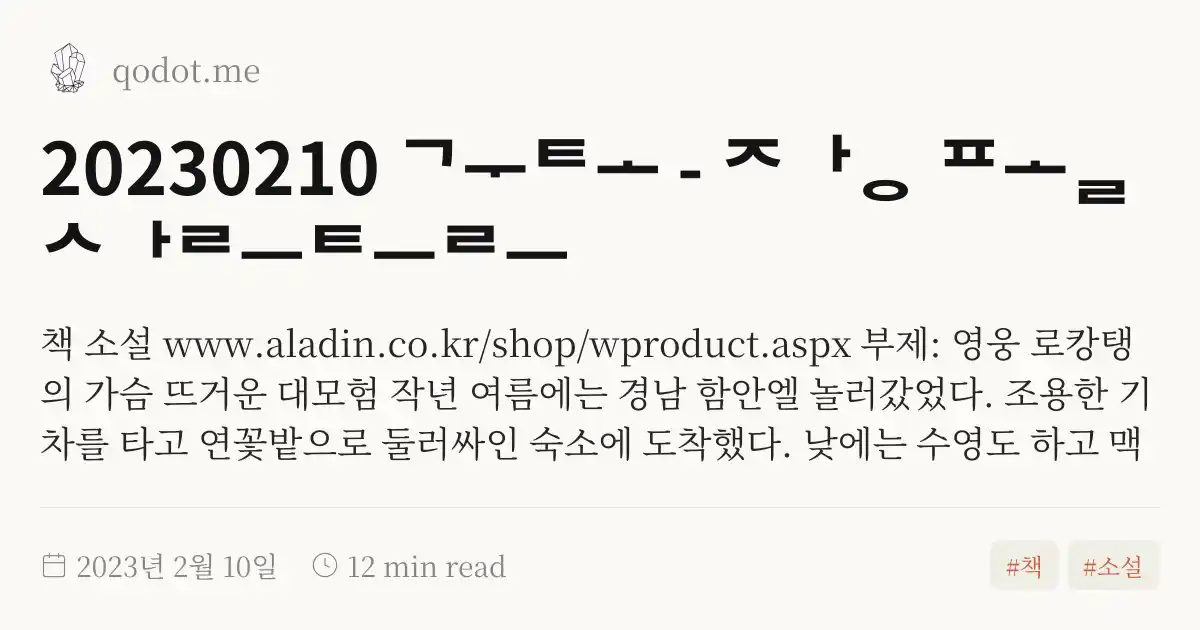 qodot.me
20230210 구토 - 장 폴
사르트르
책 소설 www.aladin.co.kr/shop/wproduct.aspx 부제: 영웅 로캉탱
의 가슴 뜨거운 대모험 작년 여름에는 경남 함안엘 놀러갔었다. 조용한 기
차를 타고 연꽃밭으로 둘러싸인 숙소에 도착했다. 낮에는 수영도 하고 맥
2023년 2월 10일 12 min read #책 #소설